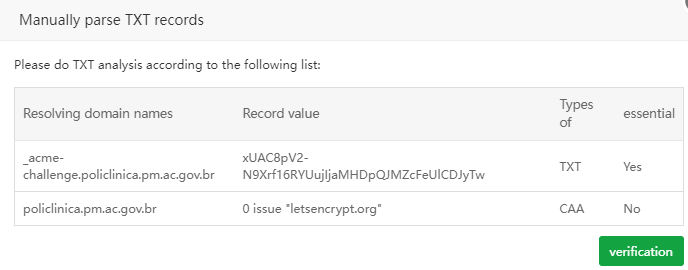 Manually parse TXT records
Please do TXT analysis according to the following list:
Resolving domain names Record value Types of essential
_acme-
challenge.policlinica.pm.ac.gov.br
xUAC8pV2-
N9Xrf16RYUujIjaMHDpQJMZcFeUlCDJyTw
TXT Yes
policlinica.pm.ac.gov.br 0 issue "letsencrypt.org" CAA No
verification